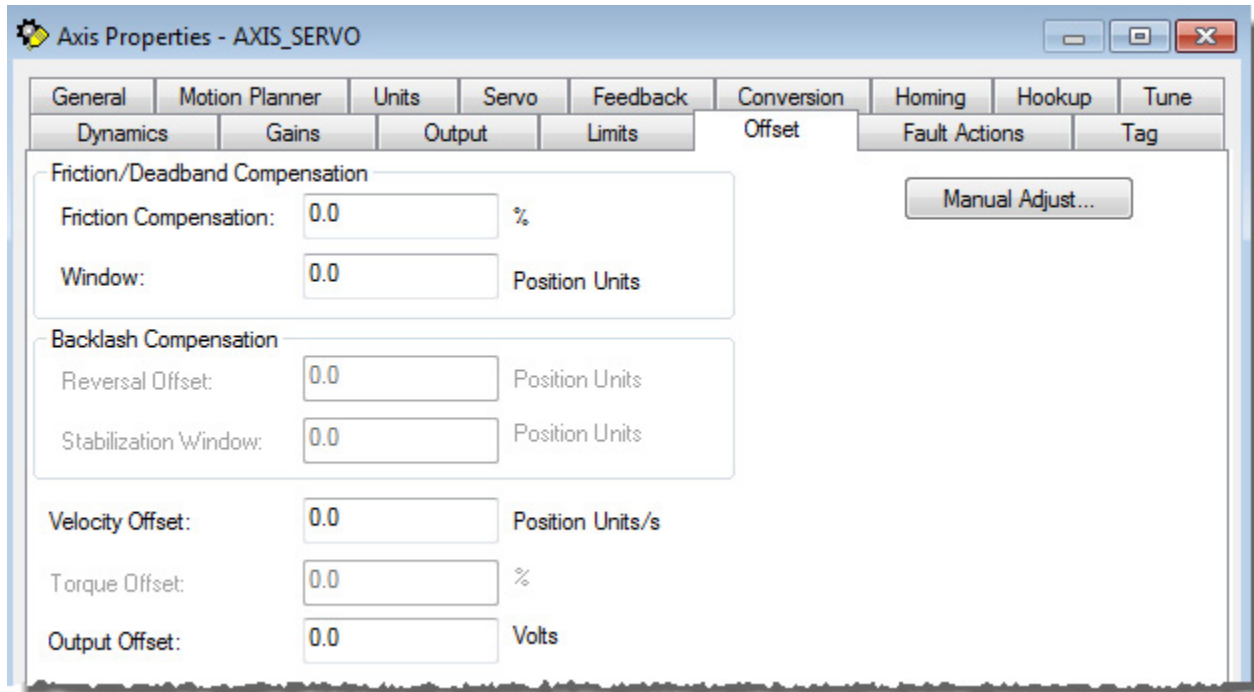 Axis Properties - AXIS_SERVO
General Motion Planner Units Servo Feedback Conversion Homing Hookup Tune
Dynamics Gains Output Limits Offset Fault Actions Tag
Friction/Deadband Compensation
Manual Adjust...
Friction Compensation: 0.0 %
Window: 0.0 Position Units
Backlash Compensation
Reversal Offset: 0.0 Position Units
Stabilization Window: 0.0 Position Units
Velocity Offset: 0.0 Position Units/s
Torque Offset: 0.0 %
Output Offset: 0.0 Volts